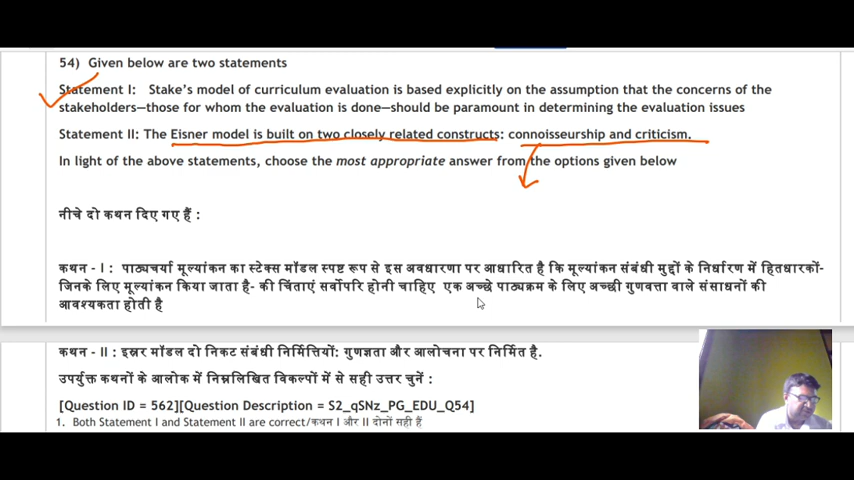 54) Given below are two statements
Statement I: Stake's model of curriculum evaluation is based explicitly on the assumption that the concerns of the
stakeholders—those for whom the evaluation is done—should be paramount in determining the evaluation issues
Statement II: The Eisner model is built on two closely related constructs: connoisseurship and criticism.
In light of the above statements, choose the most appropriate answer from the options given below
नीचे दो कथन दिए गए हैं :
कथन - I : पाठ्यचर्या मूल्यांकन का स्टेक्स मॉडल स्पष्ट रूप से इस अवधारणा पर आधारित है कि मूल्यांकन संबंधी मुद्दों के निर्धारण में हितधारकों-
जिनके लिए मूल्यांकन किया जाता है- की चिंताएं सर्वोपरि होनी चाहिए एक अच्छे पाठ्यक्रम के लिए अच्छी गुणवत्ता वाले संसाधनों की
आवश्यकता होती है
कथन - II : इस्नर मॉडल दो निकट संबंधी निर्मित्तियों: गुणज्ञता और आलोचना पर निर्मित है.
उपर्युक्त कथनों के आलोक में निम्नलिखित विकल्पों में से सही उत्तर चुनें :
[Question ID = 562][Question Description = S2_qSNz_PG_EDU_Q54]
1. Both Statement I and Statement II are correct/कथन I और II दोनों सही हैं